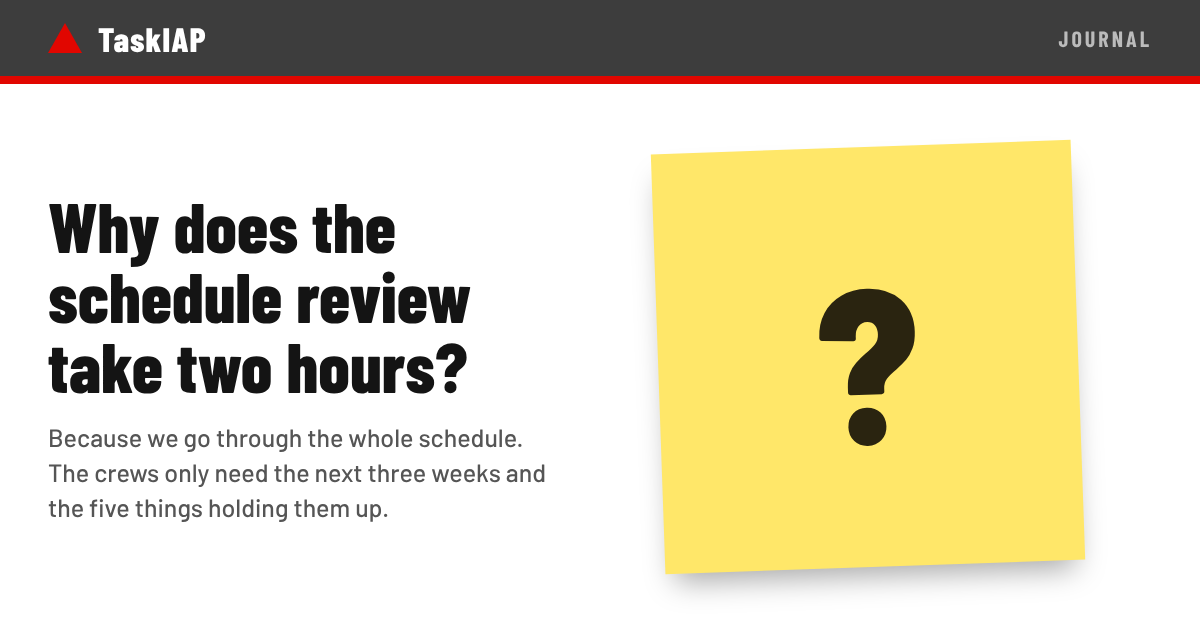 TaskIAP
JOURNAL
Why does the
schedule review
take two hours?
Because we go through the whole schedule.
The crews only need the next three weeks and
the five things holding them up.
?